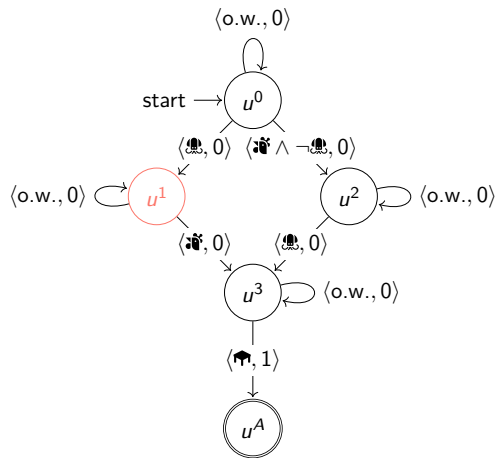 ⟨o.w., 0⟩
start u⁰
⟨🐙, 0⟩ ⟨ ∧ ¬🐙, 0⟩
⟨o.w., 0⟩ u¹ u² ⟨o.w., 0⟩
⟨ , 0⟩ ⟨🐙, 0⟩
u³ ⟨o.w., 0⟩
⟨ , 1⟩
uᴬ